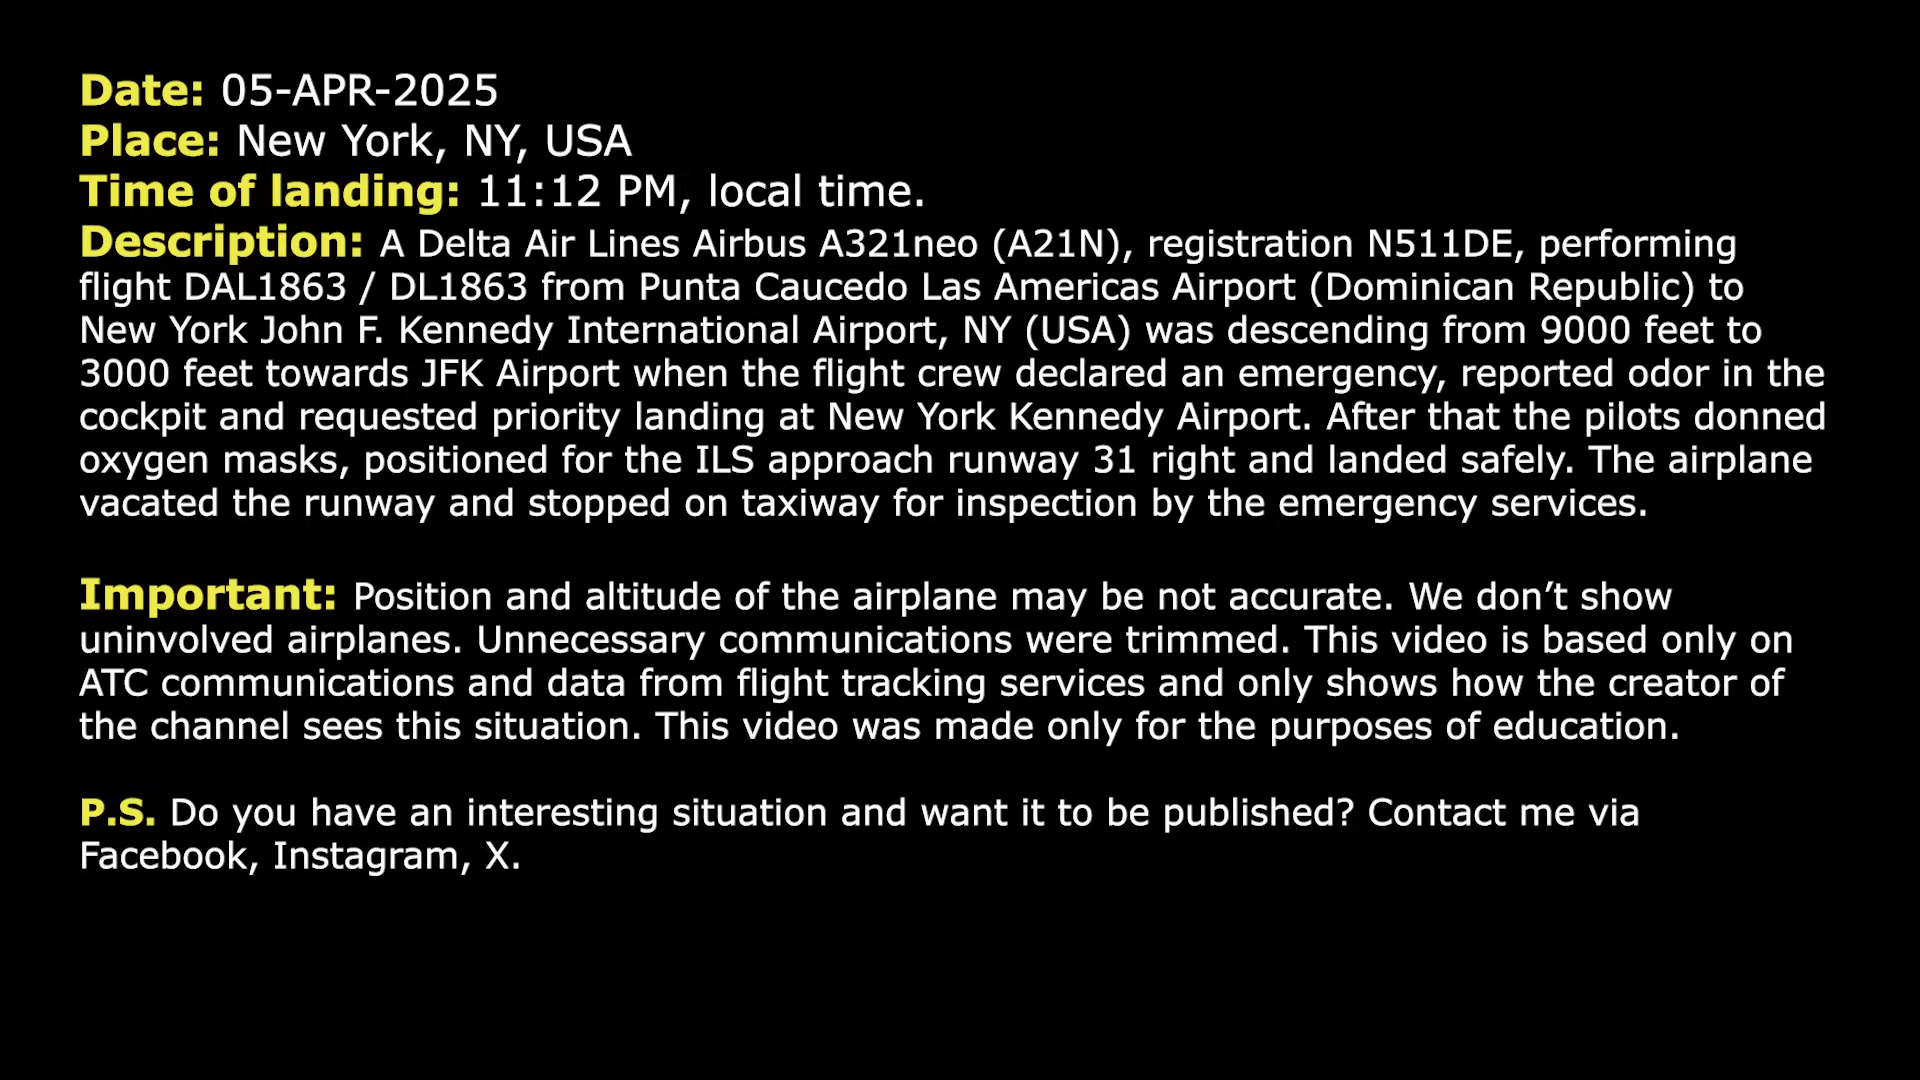 Date: 05-APR-2025
Place: New York, NY, USA
Time of landing: 11:12 PM, local time.
Description: A Delta Air Lines Airbus A321neo (A21N), registration N511DE, performing
flight DAL1863 / DL1863 from Punta Caucedo Las Americas Airport (Dominican Republic) to
New York John F. Kennedy International Airport, NY (USA) was descending from 9000 feet to
3000 feet towards JFK Airport when the flight crew declared an emergency, reported odor in the
cockpit and requested priority landing at New York Kennedy Airport. After that the pilots donned
oxygen masks, positioned for the ILS approach runway 31 right and landed safely. The airplane
vacated the runway and stopped on taxiway for inspection by the emergency services.
Important: Position and altitude of the airplane may be not accurate. We don’t show
uninvolved airplanes. Unnecessary communications were trimmed. This video is based only on
ATC communications and data from flight tracking services and only shows how the creator of
the channel sees this situation. This video was made only for the purposes of education.
P.S. Do you have an interesting situation and want it to be published? Contact me via
Facebook, Instagram, X.